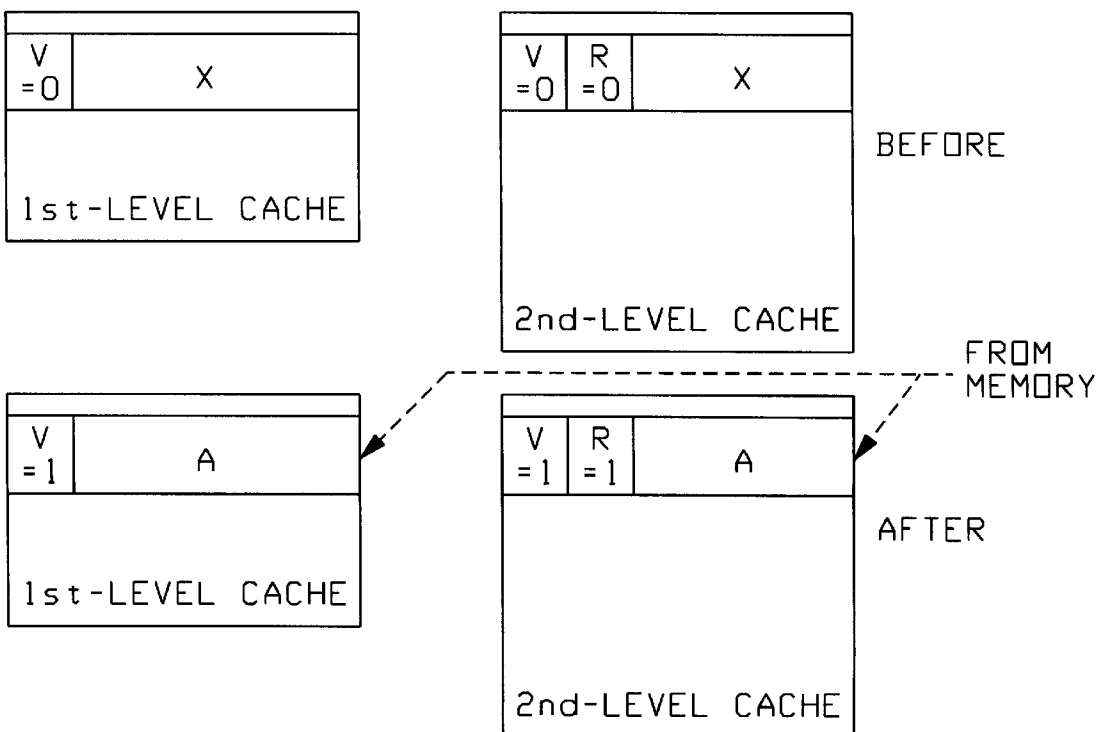 V
=0
X
1st-LEVEL CACHE
V
=0
R
=0
X
2nd-LEVEL CACHE
BEFORE
FROM
MEMORY
V
=1
A
1st-LEVEL CACHE
V
=1
R
=1
A
2nd-LEVEL CACHE
AFTER